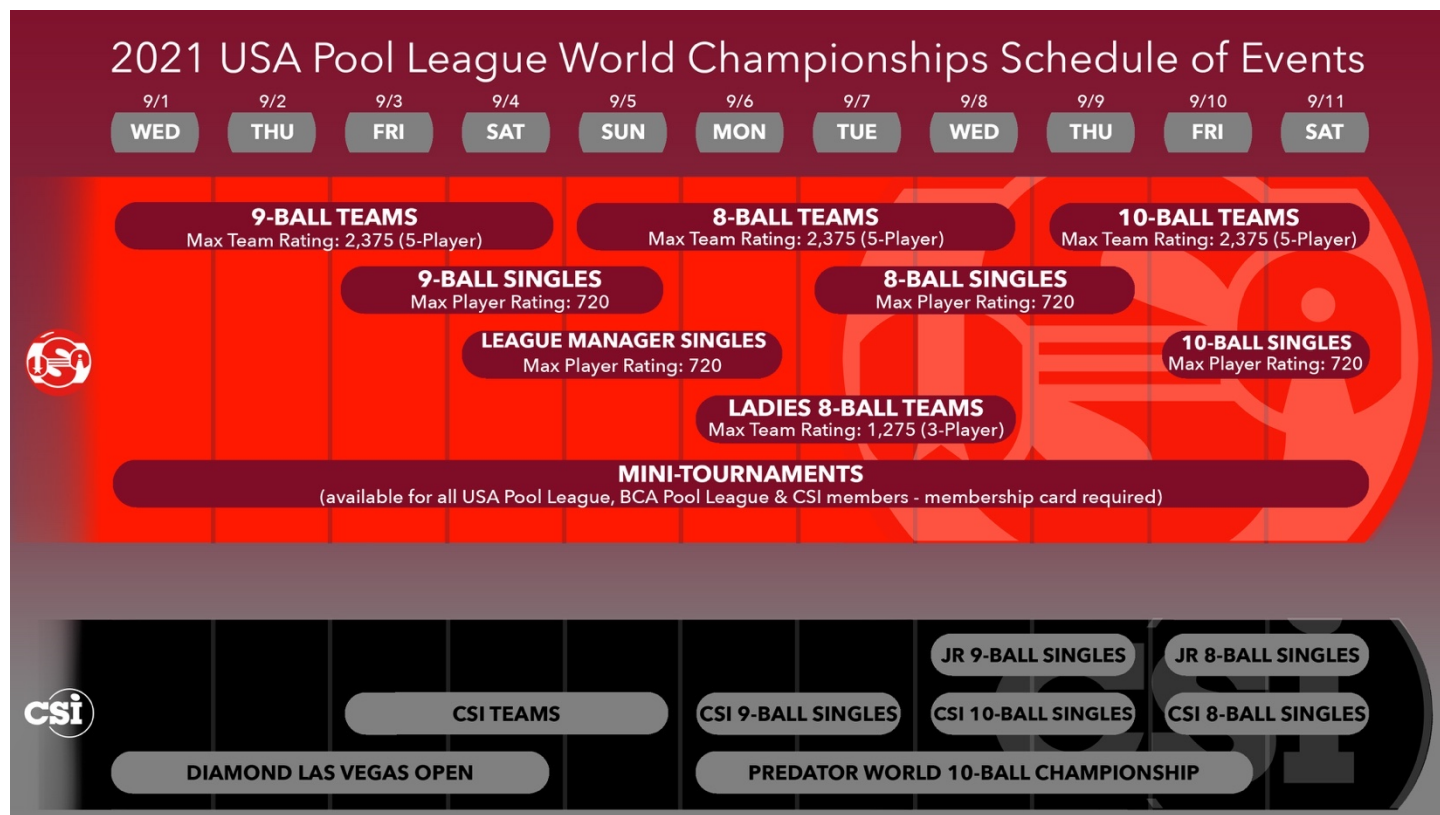 2021 USA Pool League World Championships Schedule of Events
9/1 9/2 9/3 9/4 9/5 9/6 9/7 9/8 9/9 9/10 9/11
WED THU FRI SAT SUN MON TUE WED THU FRI SAT
9-BALL TEAMS
Max Team Rating: 2,375 (5-Player)
8-BALL TEAMS
Max Team Rating: 2,375 (5-Player)
10-BALL TEAMS
Max Team Rating: 2,375 (5-Player)
9-BALL SINGLES
Max Player Rating: 720
8-BALL SINGLES
Max Player Rating: 720
USA
LEAGUE MANAGER SINGLES
Max Player Rating: 720
10-BALL SINGLES
Max Player Rating: 720
LADIES 8-BALL TEAMS
Max Team Rating: 1,275 (3-Player)
MINI-TOURNAMENTS
(available for all USA Pool League, BCA Pool League & CSI members - membership card required)
JR 9-BALL SINGLES
JR 8-BALL SINGLES
csi
CSI TEAMS
CSI 9-BALL SINGLES
CSI 10-BALL SINGLES
CSI 8-BALL SINGLES
DIAMOND LAS VEGAS OPEN
PREDATOR WORLD 10-BALL CHAMPIONSHIP